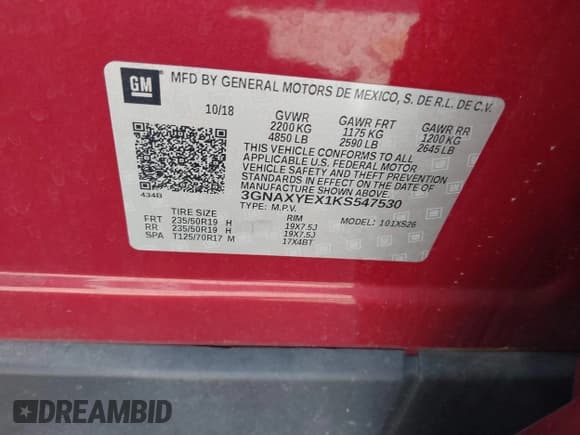 GM
MFD BY GENERAL MOTORS DE MEXICO, S. DE R.L. DE C.V.
10/18 GVWR GAWR FRT GAWR RR
2200 KG 1175 KG 1200 KG
4850 LB 2590 LB 2645 LB
THIS VEHICLE CONFORMS TO ALL
APPLICABLE U.S. FEDERAL MOTOR
VEHICLE SAFETY AND THEFT
STANDARDS IN EFFECT ON DATE OF
MANUFACTURE SHOWN ABOVE.
3GNAXYEX1KS547530
434B
TYPE: M.P.V. MODEL: 101XS26
TIRE SIZE RIM
FRT 235/50R19 H 19X7.5J
RR 235/50R19 H 19X7.5J
SPA T125/70R17 M 17X4BT
DREAMBID